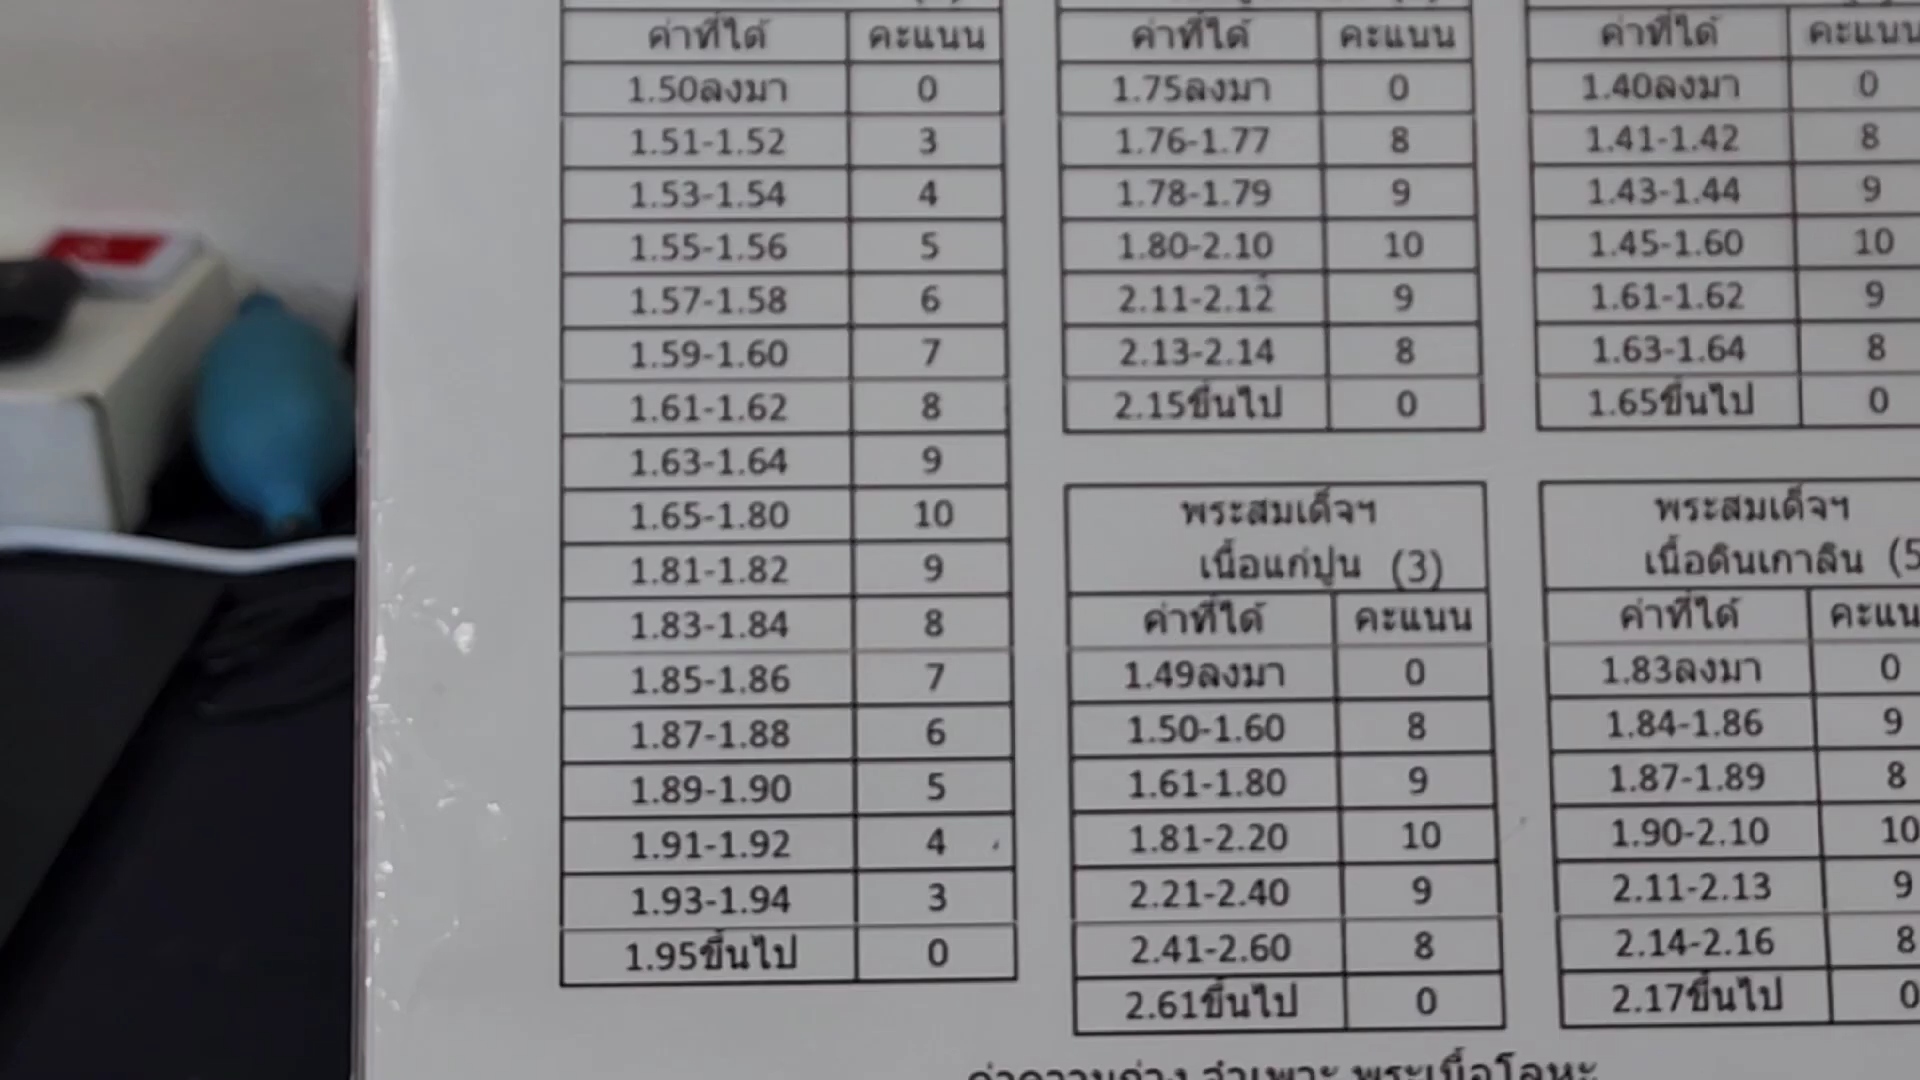 ค่าที่ได้ คะแนน
1.50ลงมา 0
1.51-1.52 3
1.53-1.54 4
1.55-1.56 5
1.57-1.58 6
1.59-1.60 7
1.61-1.62 8
1.63-1.64 9
1.65-1.80 10
1.81-1.82 9
1.83-1.84 8
1.85-1.86 7
1.87-1.88 6
1.89-1.90 5
1.91-1.92 4
1.93-1.94 3
1.95ขึ้นไป 0
ค่าที่ได้ คะแนน
1.75ลงมา 0
1.76-1.77 8
1.78-1.79 9
1.80-2.10 10
2.11-2.12 9
2.13-2.14 8
2.15ขึ้นไป 0
พระสมเด็จฯ
เนื้อแก่ปูน (3)
ค่าที่ได้ คะแนน
1.49ลงมา 0
1.50-1.60 8
1.61-1.80 9
1.81-2.20 10
2.21-2.40 9
2.41-2.60 8
2.61ขึ้นไป 0
ค่าที่ได้ คะแนน
1.40ลงมา 0
1.41-1.42 8
1.43-1.44 9
1.45-1.60 10
1.61-1.62 9
1.63-1.64 8
1.65ขึ้นไป 0
พระสมเด็จฯ
เนื้อดินเกาลิน (5
ค่าที่ได้ คะแน
1.83ลงมา 0
1.84-1.86 9
1.87-1.89 8
1.90-2.10 10
2.11-2.13 9
2.14-2.16 8
2.17ขึ้นไป 0